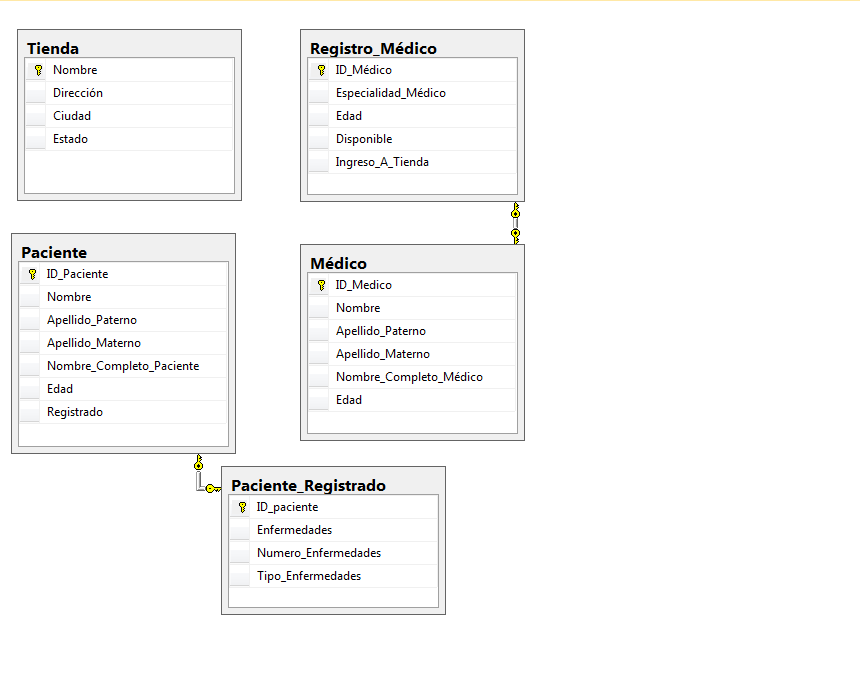 Tienda
Nombre
Dirección
Ciudad
Estado
Registro_Médico
ID_Médico
Especialidad_Médico
Edad
Disponible
Ingreso_A_Tienda
Paciente
ID_Paciente
Nombre
Apellido_Paterno
Apellido_Materno
Nombre_Completo_Paciente
Edad
Registrado
Médico
ID_Medico
Nombre
Apellido_Paterno
Apellido_Materno
Nombre_Completo_Médico
Edad
Paciente_Registrado
ID_paciente
Enfermedades
Numero_Enfermedades
Tipo_Enfermedades